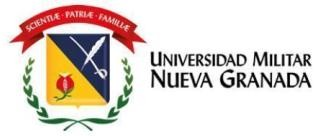 SCIENTIÆ · PATRIÆ · FAMILIÆ
UNIVERSIDAD MILITAR
NUEVA GRANADA